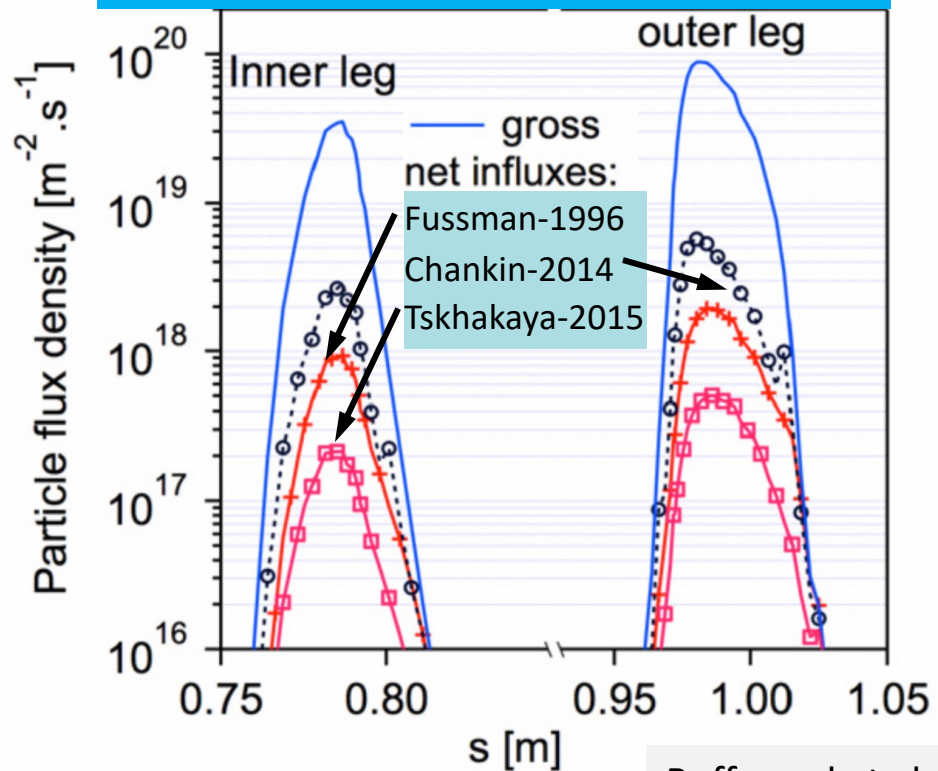 Particle flux density [m⁻².s⁻¹]
10²⁰
10¹⁹
10¹⁸
10¹⁷
10¹⁶
Inner leg
outer leg
gross
net influxes:
Fussman-1996
Chankin-2014
Tskhakaya-2015
0.75 0.80 0.95 1.00 1.05
s [m]